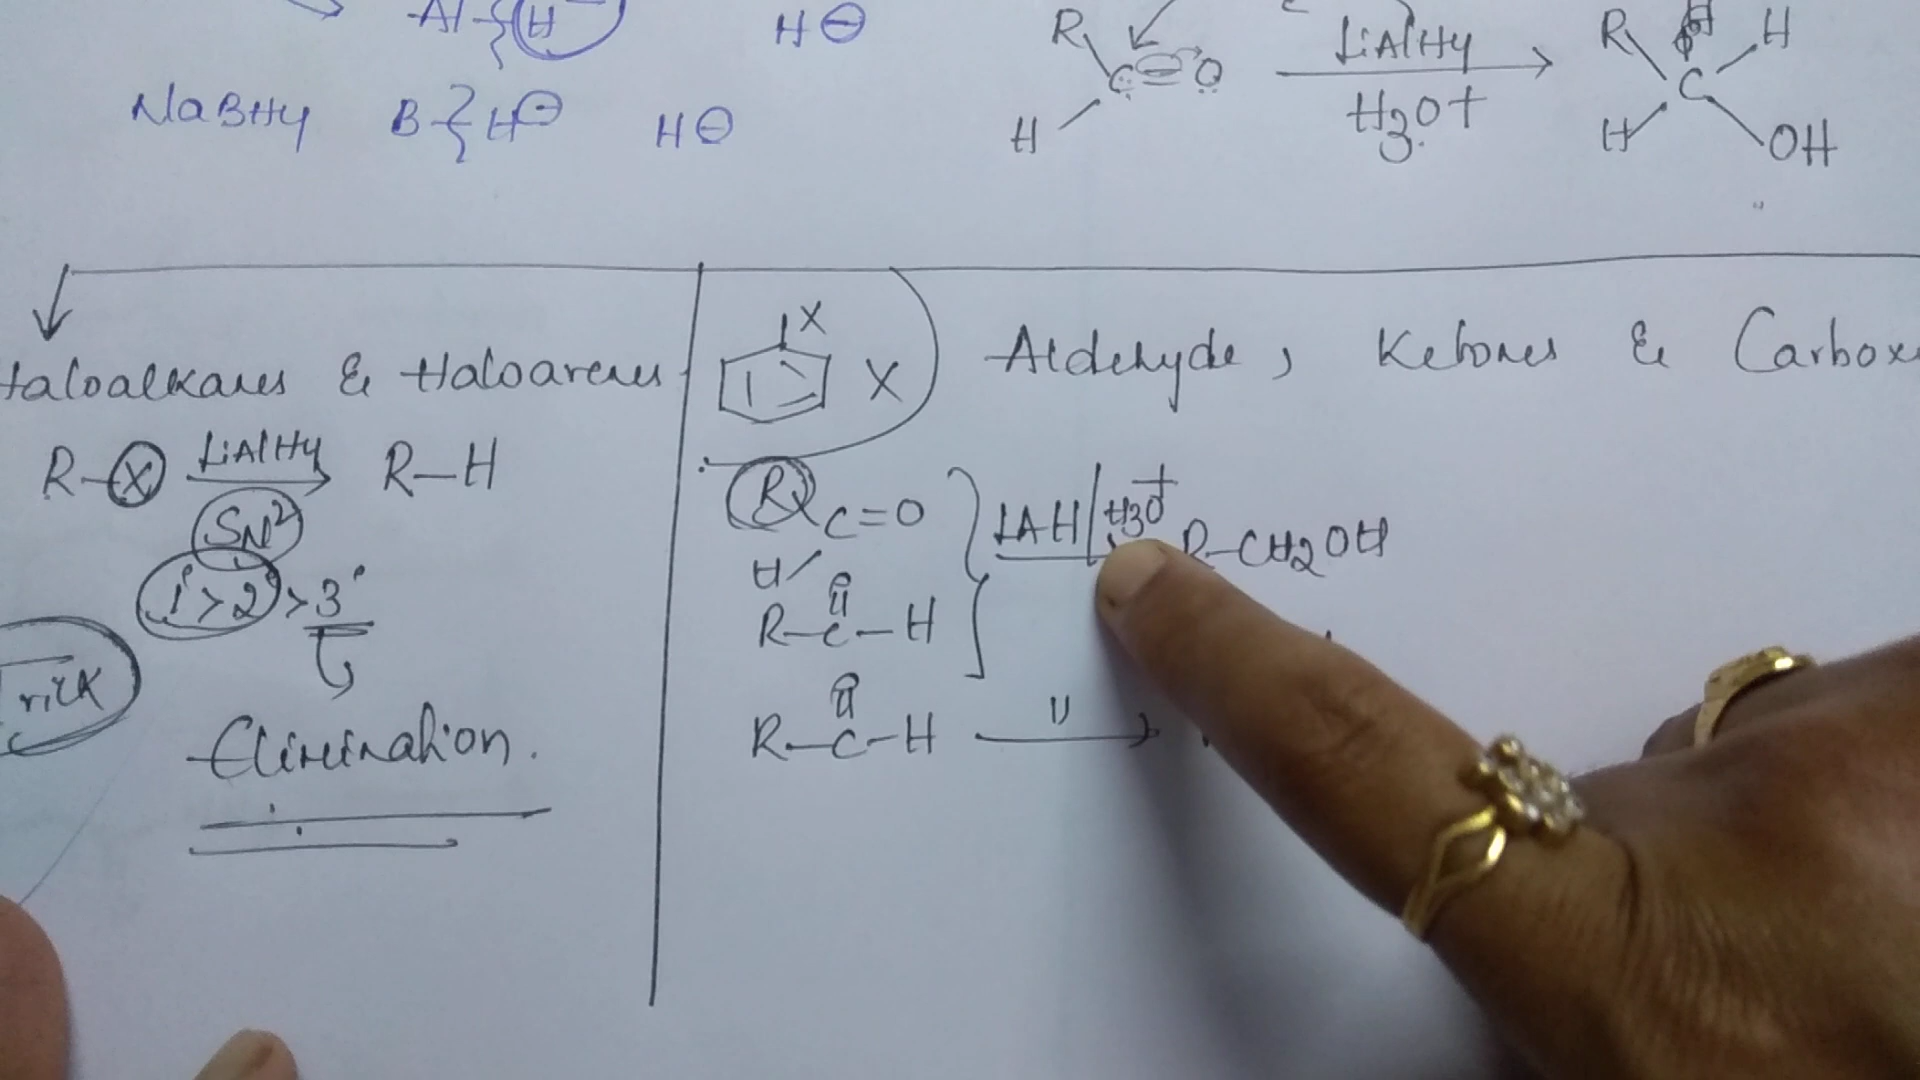 Al H
H⊖
R
C=O
H
LiAlH4
H3O+
R H
C
H OH
NaBH4 B H⊖ H⊖
Haloalkanes & Haloarenes
X
X
Aldehyde, Ketones & Carbox
R-X LiAlH4 R-H
SN2
1° > 2° > 3°
Trick
Elimination.
R
C=O
H
LAH/H3O+ R-CH2OH
O
R-C-H
O
R-C-H "